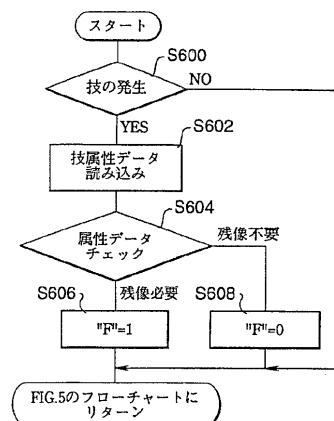 スタート
S600
技の発生
NO
YES
S602
技属性データ
読み込み
S604
属性データ
チェック
残像不要
残像必要
S606
S608
"F"=1
"F"=0
FIG.5のフローチャートに
リターン